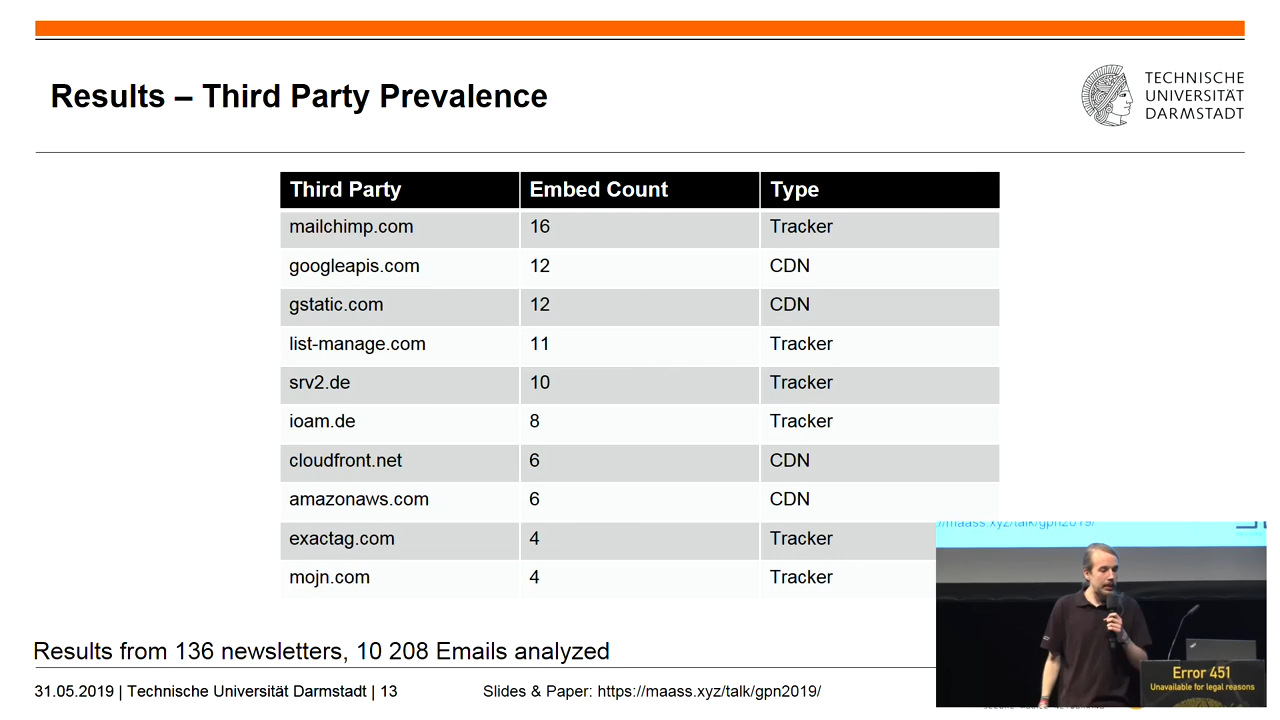 Results – Third Party Prevalence
TECHNISCHE
UNIVERSITÄT
DARMSTADT
Third Party Embed Count Type
mailchimp.com 16 Tracker
googleapis.com 12 CDN
gstatic.com 12 CDN
list-manage.com 11 Tracker
srv2.de 10 Tracker
ioam.de 8 Tracker
cloudfront.net 6 CDN
amazonaws.com 6 CDN
exactag.com 4 Tracker
mojn.com 4 Tracker
//maass.xyz/talk/gpn2019/
Error 451
Unavailable for legal reasons
Results from 136 newsletters, 10 208 Emails analyzed
31.05.2019 | Technische Universität Darmstadt | 13
Slides & Paper: https://maass.xyz/talk/gpn2019/